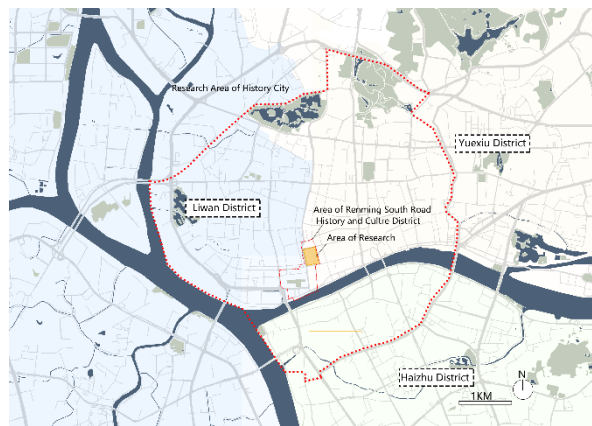 Research Area of History City
Yuexiu District
Liwan District
Area of Renming South Road
History and Cultre District
Area of Research
Haizhu District
N
1KM